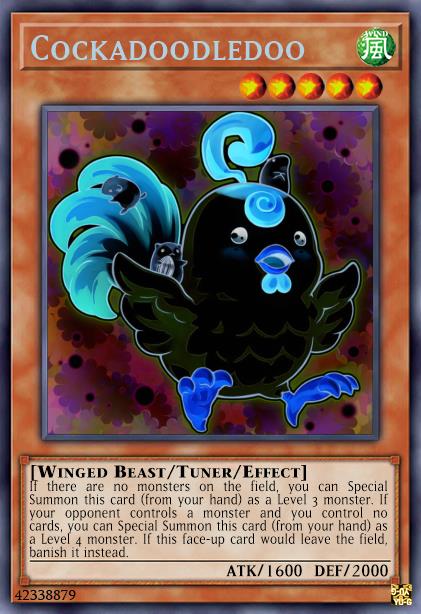 Cockadoodledoo
WIND
風
[Winged Beast/Tuner/Effect]
If there are no monsters on the field, you can Special
Summon this card (from your hand) as a Level 3 monster. If
your opponent controls a monster and you control no
cards, you can Special Summon this card (from your hand) as
a Level 4 monster. If this face-up card would leave the field,
banish it instead.
ATK/1600 DEF/2000
42338879